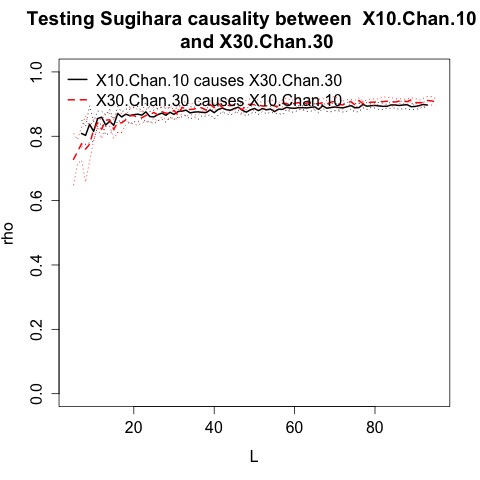 Testing Sugihara causality between  X10.Chan.10
and X30.Chan.30
X10.Chan.10 causes X30.Chan.30
X30.Chan.30 causes X10.Chan.10
rho
1.0
0.8
0.6
0.4
0.2
0.0
20 40 60 80
L